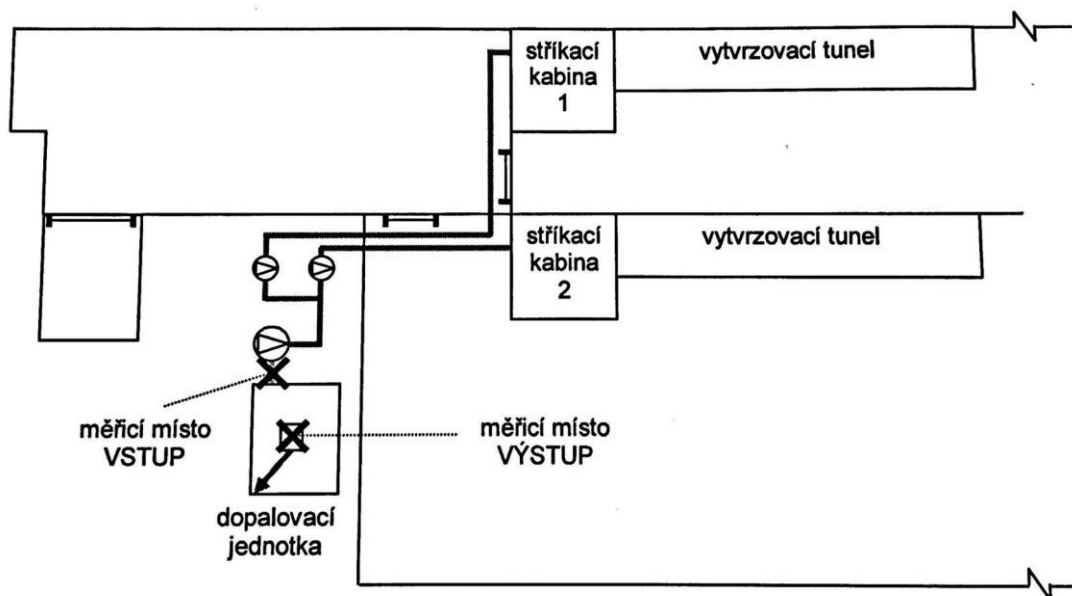 stříkací
kabina
1
vytvrzovací tunel
stříkací
kabina
2
vytvrzovací tunel
měřicí místo
VSTUP
měřicí místo
VÝSTUP
dopalovací
jednotka